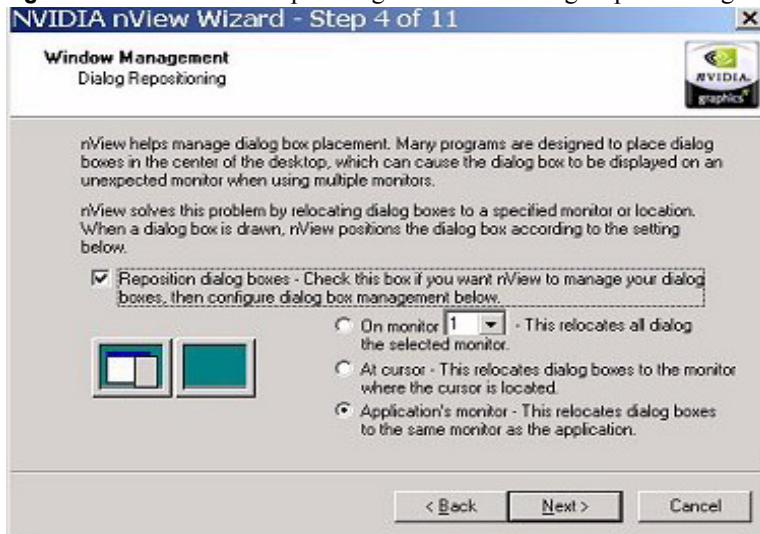 NVIDIA nView Wizard - Step 4 of 11
Window Management
Dialog Repositioning
NVIDIA.
graphics
nView helps manage dialog box placement. Many programs are designed to place dialog
boxes in the center of the desktop, which can cause the dialog box to be displayed on an
unexpected monitor when using multiple monitors.
nView solves this problem by relocating dialog boxes to a specified monitor or location.
When a dialog box is drawn, nView positions the dialog box according to the setting
below.
Reposition dialog boxes - Check this box if you want nView to manage your dialog
boxes, then configure dialog box management below.
On monitor 1 - This relocates all dialog
the selected monitor.
At cursor - This relocates dialog boxes to the monitor
where the cursor is located.
Application's monitor - This relocates dialog boxes
to the same monitor as the application.
< Back Next > Cancel